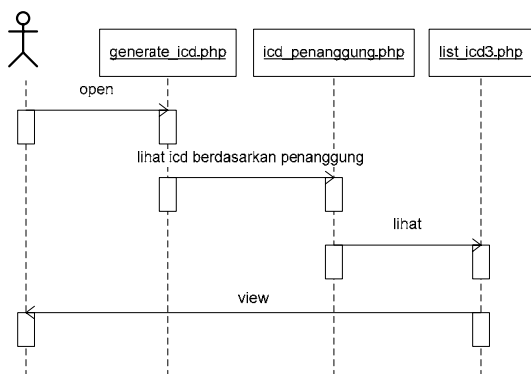 generate_icd.php
icd_penanggung.php
list_icd3.php
open
lihat icd berdasarkan penanggung
lihat
view